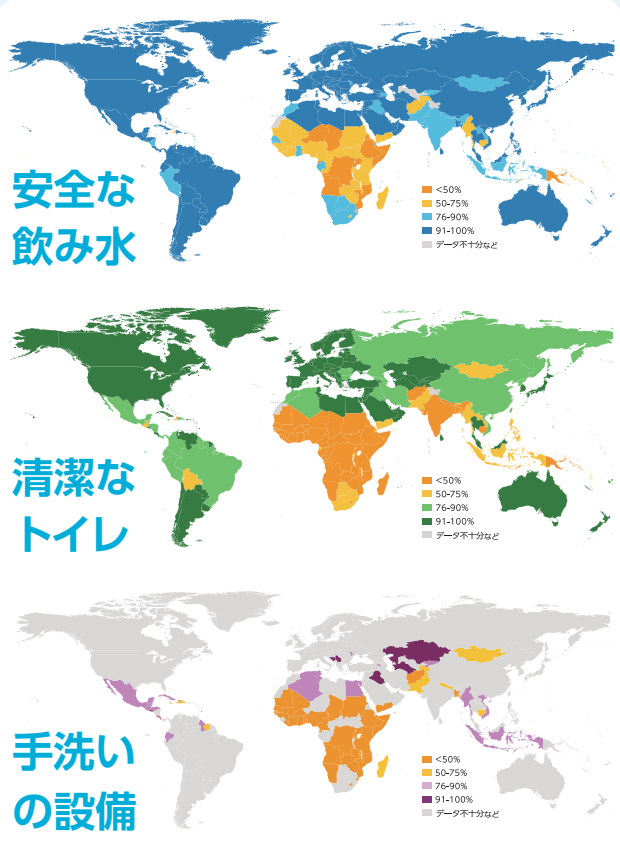 安全な
飲み水
<50%
50-75%
76-90%
91-100%
データ不十分など
清潔な
トイレ
<50%
50-75%
76-90%
91-100%
データ不十分など
手洗い
の設備
<50%
50-75%
76-90%
91-100%
データ不十分など